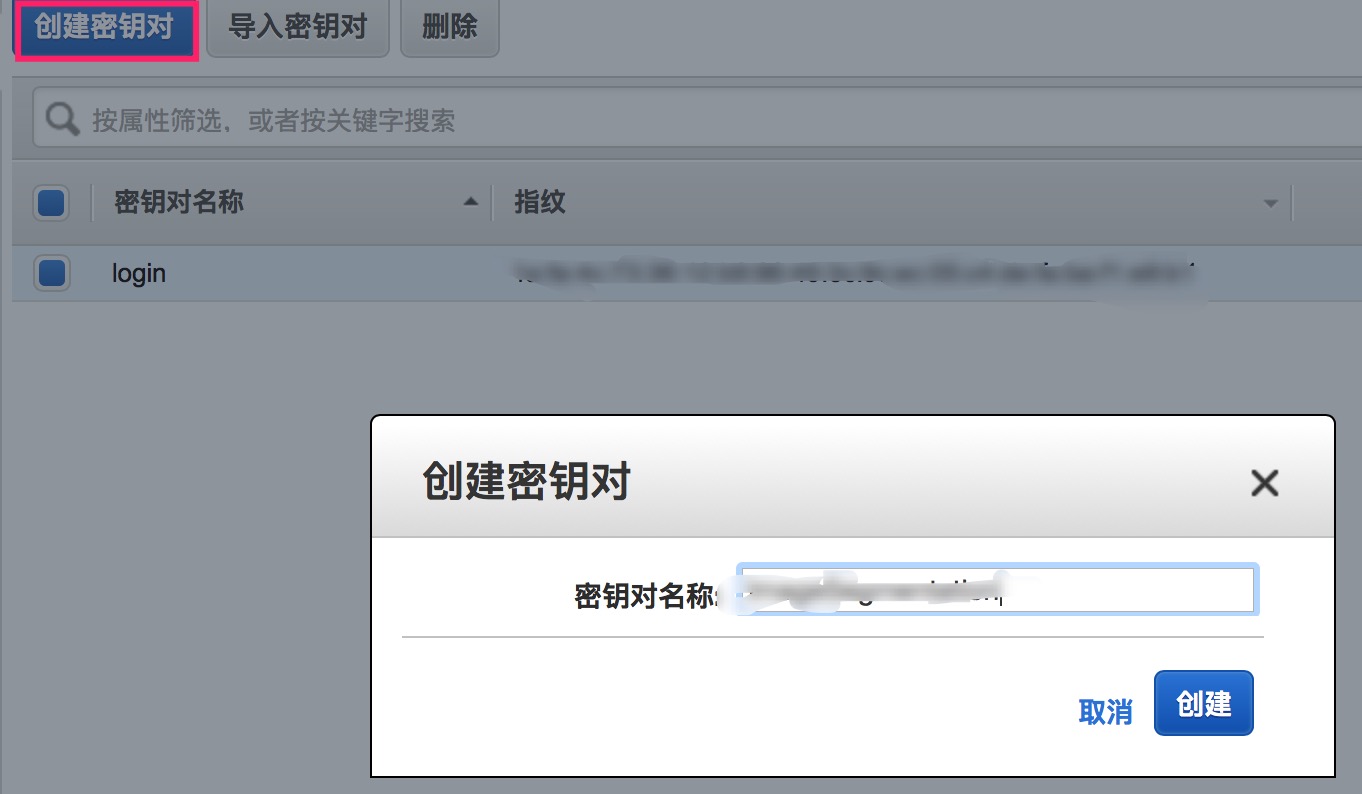 创建密钥对 导入密钥对 删除
按属性筛选，或者按关键字搜索
密钥对名称 指纹
login
创建密钥对
密钥对名称:
取消 创建